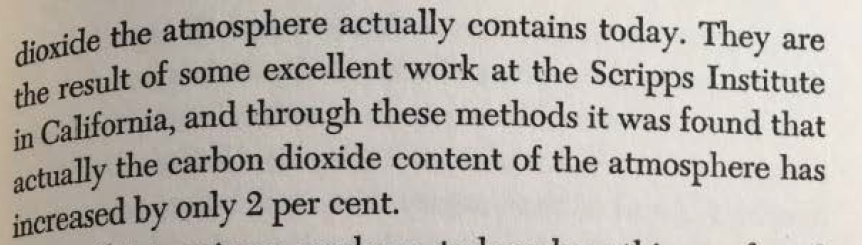 dioxide the atmosphere actually contains today. They are
the result of some excellent work at the Scripps Institute
in California, and through these methods it was found that
actually the carbon dioxide content of the atmosphere has
increased by only 2 per cent.